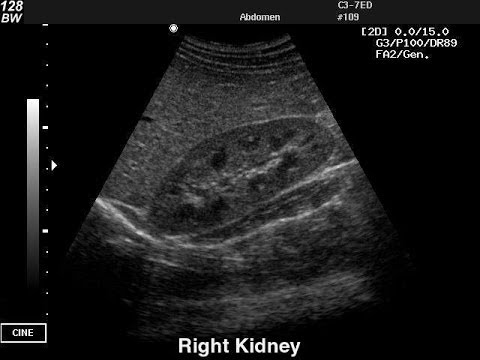 128
BW
Abdomen
C3-7ED
#109
[2D] 0.0/15.0
G3/P100/DR89
FA2/Gen.
CINE
Right Kidney